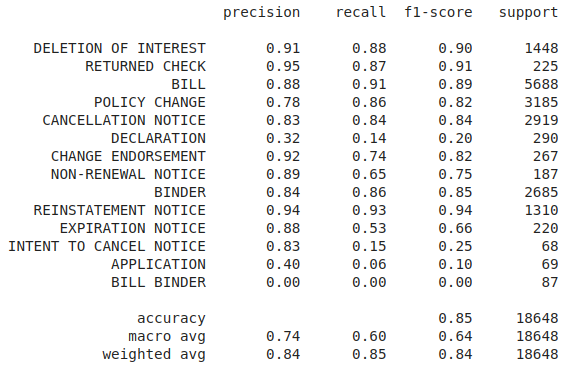 precision recall f1-score support
DELETION OF INTEREST 0.91 0.88 0.90 1448
RETURNED CHECK 0.95 0.87 0.91 225
BILL 0.88 0.91 0.89 5688
POLICY CHANGE 0.78 0.86 0.82 3185
CANCELLATION NOTICE 0.83 0.84 0.84 2919
DECLARATION 0.32 0.14 0.20 290
CHANGE ENDORSEMENT 0.92 0.74 0.82 267
NON-RENEWAL NOTICE 0.89 0.65 0.75 187
BINDER 0.84 0.86 0.85 2685
REINSTATEMENT NOTICE 0.94 0.93 0.94 1310
EXPIRATION NOTICE 0.88 0.53 0.66 220
INTENT TO CANCEL NOTICE 0.83 0.15 0.25 68
APPLICATION 0.40 0.06 0.10 69
BILL BINDER 0.00 0.00 0.00 87
accuracy 0.85 18648
macro avg 0.74 0.60 0.64 18648
weighted avg 0.84 0.85 0.84 18648